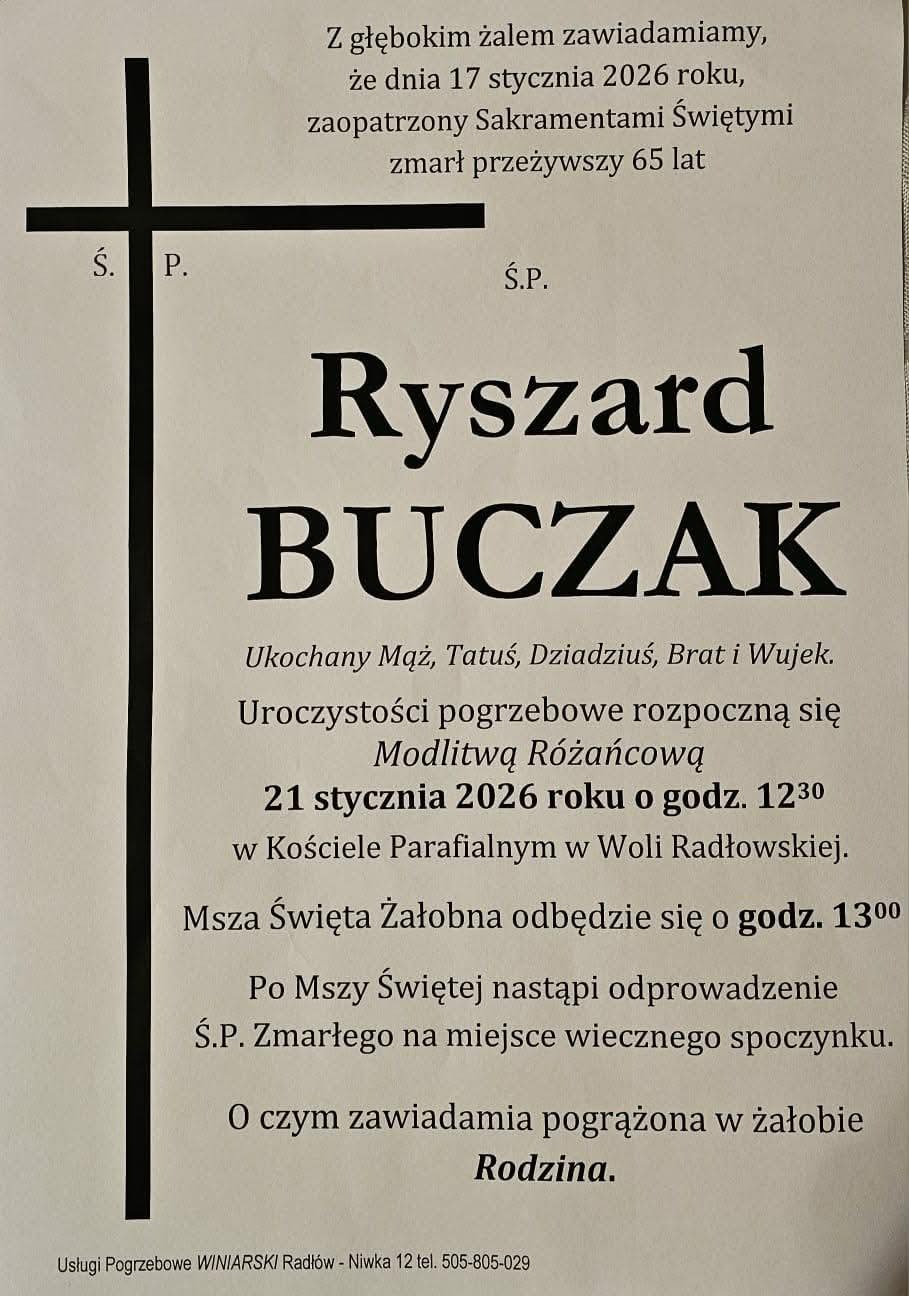 Z głębokim żalem zawiadamiamy,
że dnia 17 stycznia 2026 roku,
zaopatrzony Sakramentami Świętymi
zmarł przeżywszy 65 lat
Ś. P.
Ś.P.
Ryszard
BUCZAK
Ukochany Mąż, Tatuś, Dziadziuś, Brat i Wujek.
Uroczystości pogrzebowe rozpoczną się
Modlitwą Różańcową
21 stycznia 2026 roku o godz. 12³⁰
w Kościele Parafialnym w Woli Radłowskiej.
Msza Święta Żałobna odbędzie się o godz. 13⁰⁰
Po Mszy Świętej nastąpi odprowadzenie
Ś.P. Zmarłego na miejsce wiecznego spoczynku.
O czym zawiadamia pogrążona w żałobie
Rodzina.
Usługi Pogrzebowe WINIARSKI Radłów - Niwka 12 tel. 505-805-029